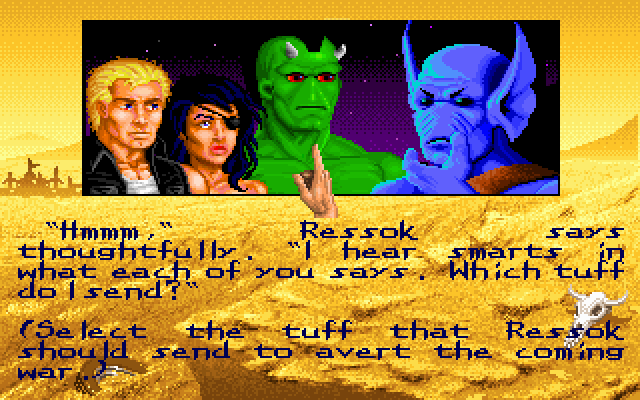 "Hmmm," Ressok says
thoughtfully. "I hear smarts in
what each of you says. Which tuff
do I send?"
(Select the tuff that Ressok
should send to avert the coming
war.)